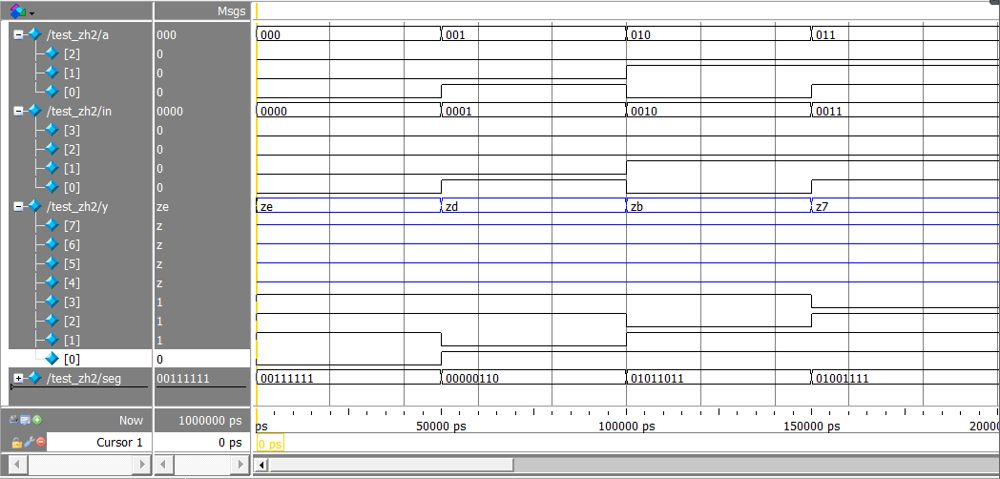 Msgs
/test_zh2/a 000 000 001 010 011
[2] 0
[1] 0
[0] 0
/test_zh2/in 0000 0000 0001 0010 0011
[3] 0
[2] 0
[1] 0
[0] 0
/test_zh2/y ze ze zd zb z7
[7] z
[6] z
[5] z
[4] z
[3] 1
[2] 1
[1] 1
[0] 0
/test_zh2/seg 00111111 00111111 00000110 01011011 01001111
Now 1000000 ps ps 50000 ps 100000 ps 150000 ps 20000
Cursor 1 0 ps 0 ps